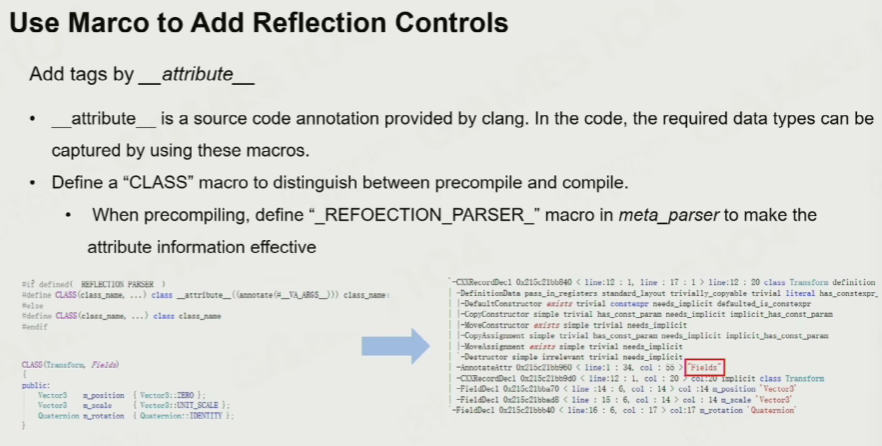 Use Marco to Add Reflection Controls
Add tags by __attribute__
• __attribute__ is a source code annotation provided by clang. In the code, the required data types can be
captured by using these macros.
• Define a “CLASS” macro to distinguish between precompile and compile.
• When precompiling, define “_REFOECTION_PARSER_” macro in meta_parser to make the
attribute information effective
#if defined( REFLECTION PARSER )
#define CLASS(class_name, ...) class __attribute__((annotate(#__VA_ARGS__))) class_name
#else
#define CLASS(class_name, ...) class class_name
#endif
CLASS(Transform, Fields)
{
public:
Vector3 m_position { Vector3::ZERO };
Vector3 m_scale { Vector3::UNIT_SCALE };
Quaternion m_rotation { Quaternion::IDENTITY };
}
`-CXXRecordDecl 0x215c21bb840 < line:12 : 1, line : 17 : 1 > line:12 : 20 class Transform definition
| -DefinitionData pass_in_registers standard_layout trivially_copyable trivial literal has_constexpr_
| |-DefaultConstructor exists trivial constexpr needs_implicit defaulted_is_constexpr
| -CopyConstructor simple trivial has_const_param needs_implicit implicit_has_const_param
| -MoveConstructor exists simple trivial needs_implicit
| -CopyAssignment simple trivial has_const_param needs_implicit implicit_has_const_param
| -MoveAssignment exists simple trivial needs_implicit
| `-Destructor simple irrelevant trivial needs_implicit
| -AnnotateAttr 0x215c21bb960 < line:1 : 34, col : 55 > "Fields"
| -CXXRecordDecl 0x215c21bb9d0 < line:12 : 1, col : 20 > col:20 implicit class Transform
| -FieldDecl 0x215c21bba70 < line :14 : 6, col : 14 > col :14 m_position 'Vector3'
| -FieldDecl 0x215c21bbad8 < line : 15 : 6, col : 14 > col : 14 m_scale 'Vector3'
`-FieldDecl 0x215c21bbb40 < line:16 : 6, col : 17 > col:17 m_rotation 'Quaternion'